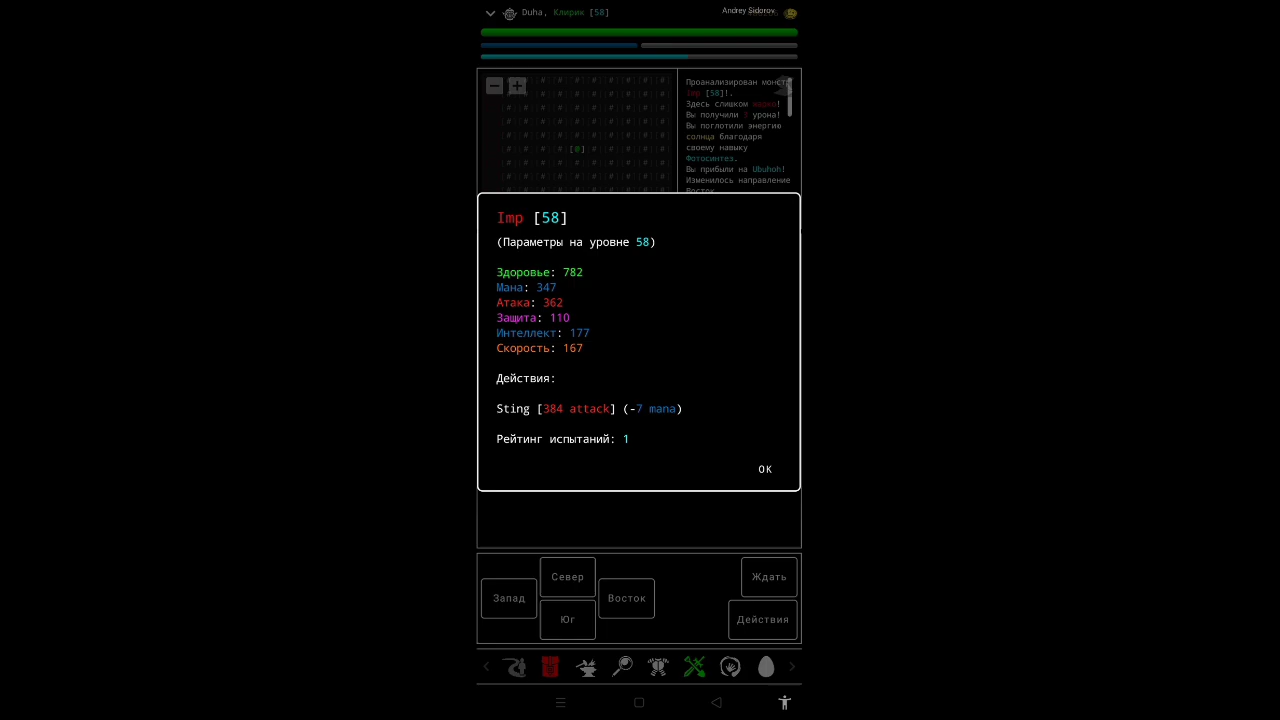 Duha, Клирик [58]
Andrey Sidorov
Проанализирован монстр
Imp [58]!.
Здесь слишком жарко!
Вы получили урона!
Вы поглотили энергию
солнца благодаря
своему навыку
Фотосинтез.
Вы прибыли на Ubuhoh!
Изменилось направление
Восток
[@]
Imp [58]
(Параметры на уровне 58)
Здоровье: 782
Мана: 347
Атака: 362
Защита: 110
Интеллект: 177
Скорость: 167
Действия:
Sting [384 attack] (-7 mana)
Рейтинг испытаний: 1
OK
Север
Ждать
Запад
Восток
Юг
Действия